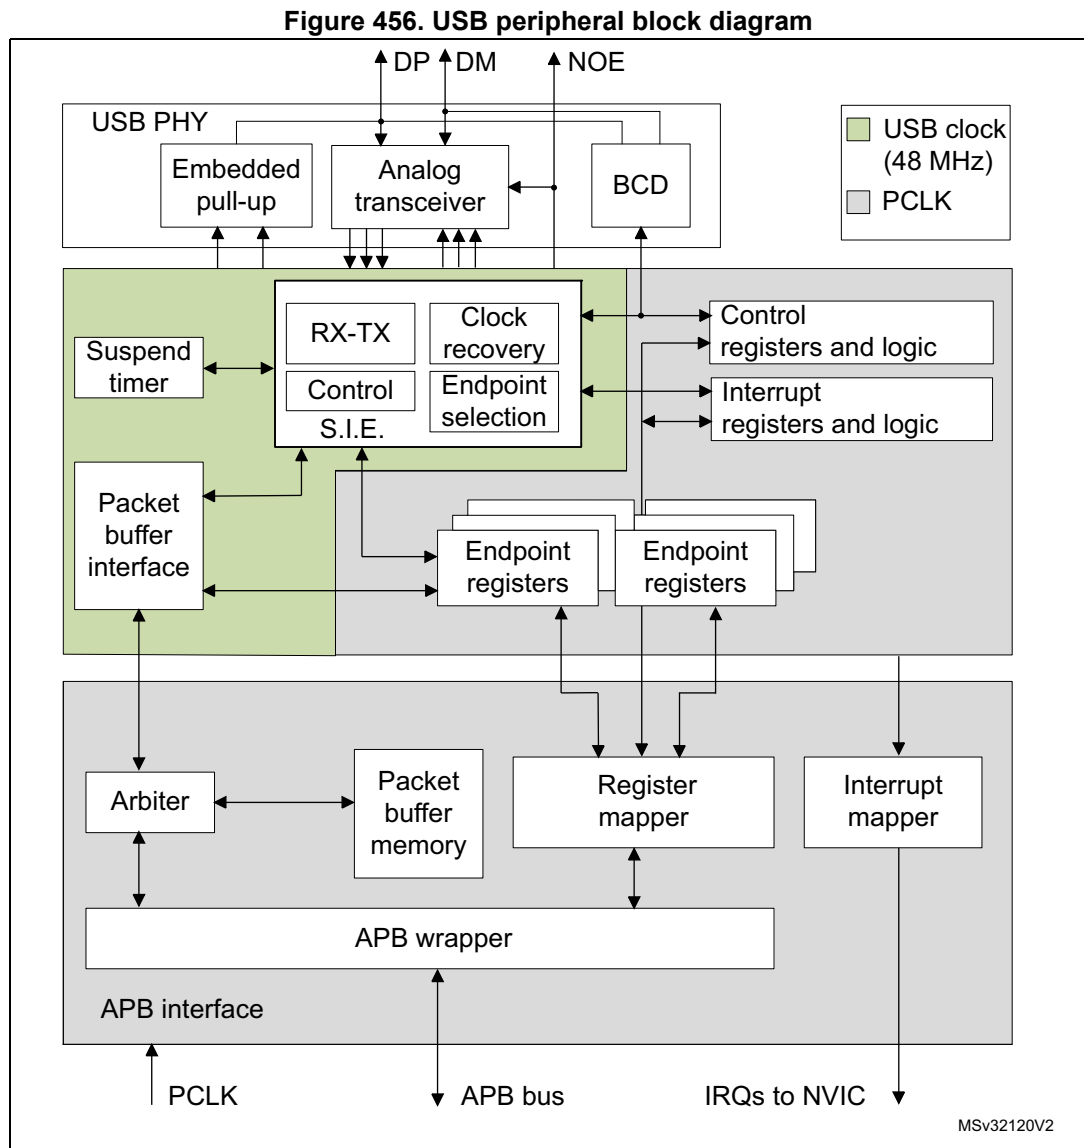 Figure 456. USB peripheral block diagram
DP DM NOE
USB PHY
Embedded
pull-up
Analog
transceiver
BCD
USB clock
(48 MHz)
PCLK
RX-TX
Clock
recovery
Control
Endpoint
selection
S.I.E.
Suspend
timer
Control
registers and logic
Interrupt
registers and logic
Packet
buffer
interface
Endpoint
registers
Endpoint
registers
Arbiter
Packet
buffer
memory
Register
mapper
Interrupt
mapper
APB wrapper
APB interface
PCLK
APB bus
IRQs to NVIC
MSv32120V2